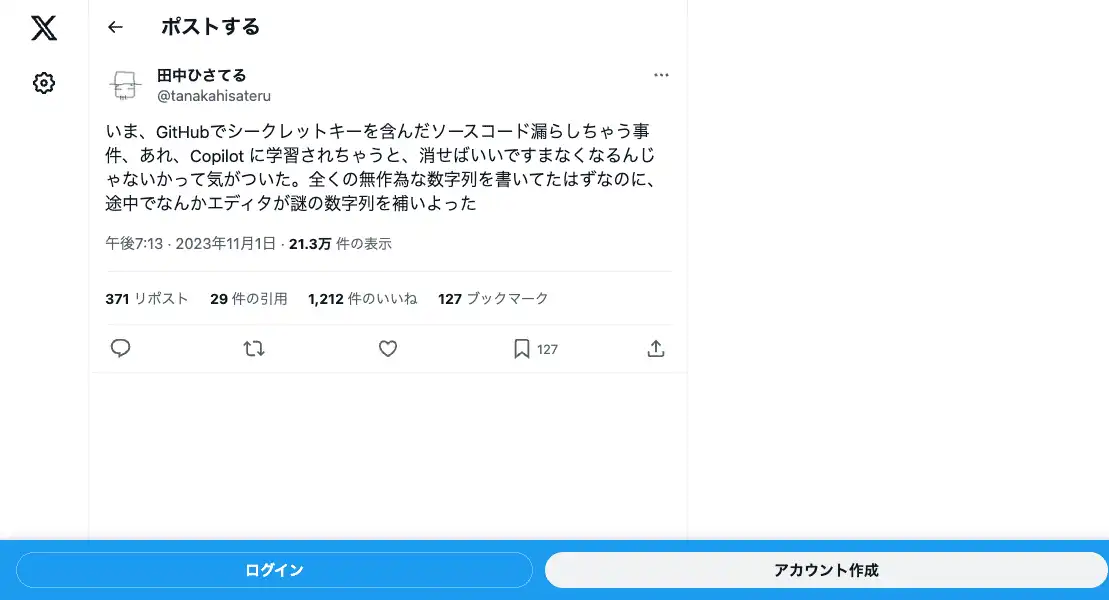 ポストする
田中ひさてる
@tanakahisateru
いま、GitHubでシークレットキーを含んだソースコード漏らしちゃう事
件、あれ、Copilot に学習されちゃうと、消せばいいですまなくなるんじ
ゃないかって気がついた。全くの無作為な数字列を書いてたはずなのに、
途中でなんかエディタが謎の数字列を補いよった
午後7:13 · 2023年11月1日 · 21.3万 件の表示
371 リポスト 29 件の引用 1,212 件のいいね 127 ブックマーク
127
ログイン アカウント作成